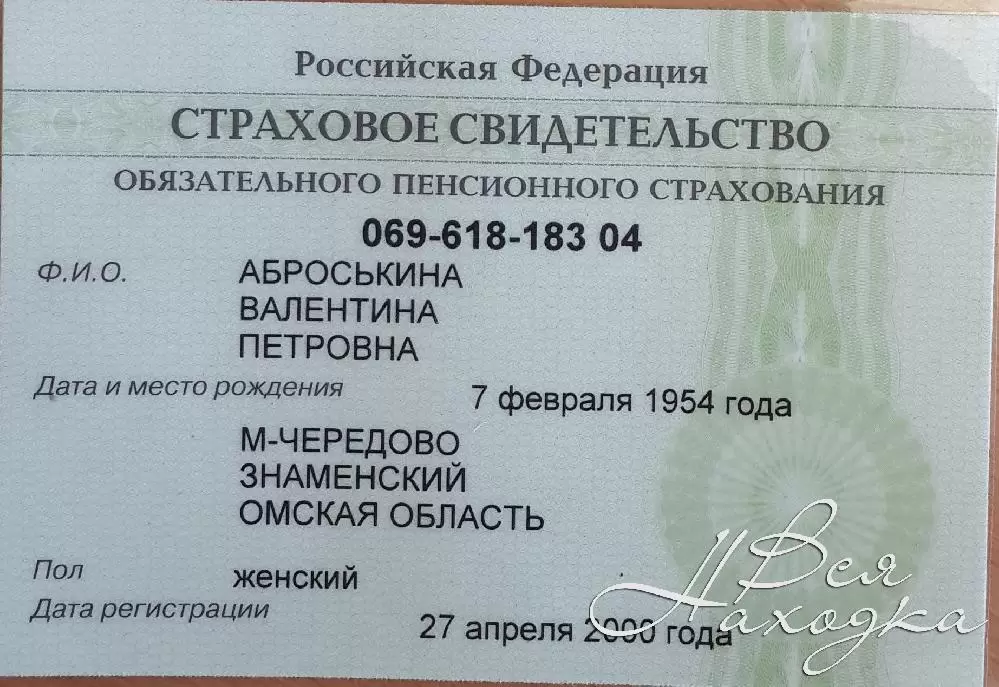 Российская Федерация
СТРАХОВОЕ СВИДЕТЕЛЬСТВО
ОБЯЗАТЕЛЬНОГО ПЕНСИОННОГО СТРАХОВАНИЯ
069-618-183 04
Ф.И.О. АБРОСЬКИНА
ВАЛЕНТИНА
ПЕТРОВНА
Дата и место рождения 7 февраля 1954 года
М-ЧЕРЕДОВО
ЗНАМЕНСКИЙ
ОМСКАЯ ОБЛАСТЬ
Пол женский
Дата регистрации 27 апреля 2000 года
Вся
Находка